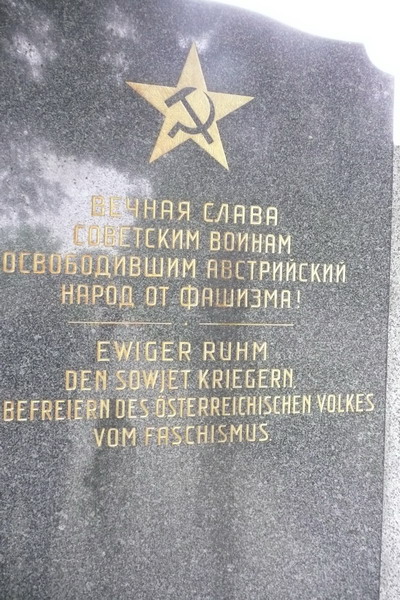 ВЕЧНАЯ СЛАВА
СОВЕТСКИМ ВОИНАМ
ОСВОБОДИВШИМ АВСТРИЙСКИЙ
НАРОД ОТ ФАШИЗМА!
EWIGER RUHM
DEN SOWJET KRIEGERN,
BEFREIERN DES ÖSTERREICHISCHEN VOLKES
VOM FASCHISMUS.